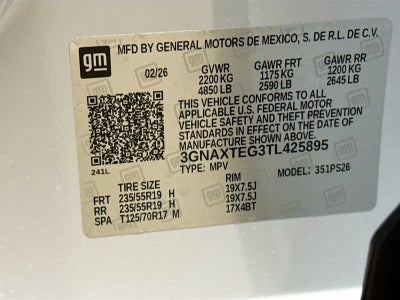 gm MFD BY GENERAL MOTORS DE MEXICO, S. DE R.L. DE C.V.
02/26 GVWR GAWR FRT GAWR RR
2200 KG 1175 KG 1200 KG
4850 LB 2590 LB 2645 LB
THIS VEHICLE CONFORMS TO ALL
APPLICABLE U.S. FEDERAL MOTOR
VEHICLE SAFETY AND THEFT PREVENTION
STANDARDS IN EFFECT ON THE DATE OF
MANUFACTURE SHOWN ABOVE.
3GNAXTEG3TL425895
241L TYPE: MPV MODEL: 351PS26
TIRE SIZE RIM
FRT 235/55R19 H 19X7.5J
RR 235/55R19 H 19X7.5J
SPA T125/70R17 M 17X4BT